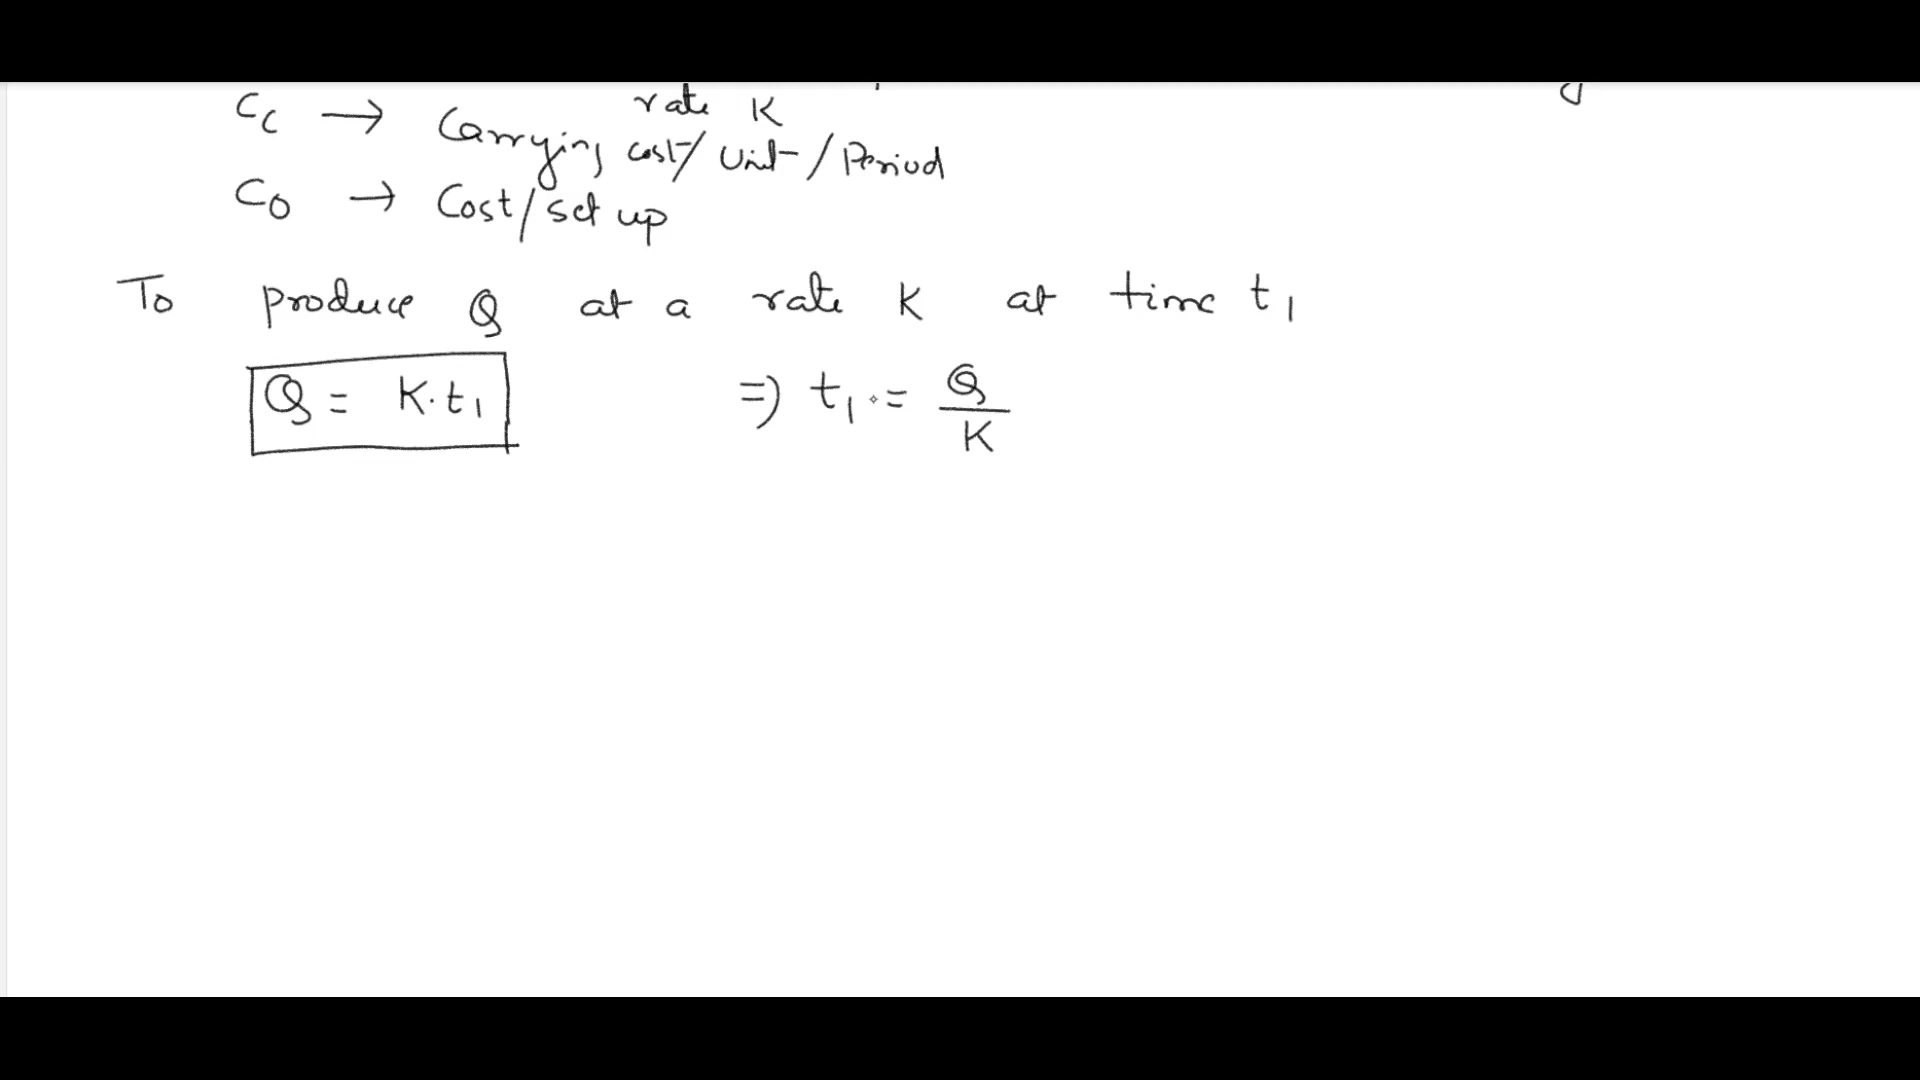 rate K
Cc → Carrying cost/Unit/Period
Co → Cost/set up
To produce Q at a rate K at time t1
Q = K.t1 => t1 = Q/K